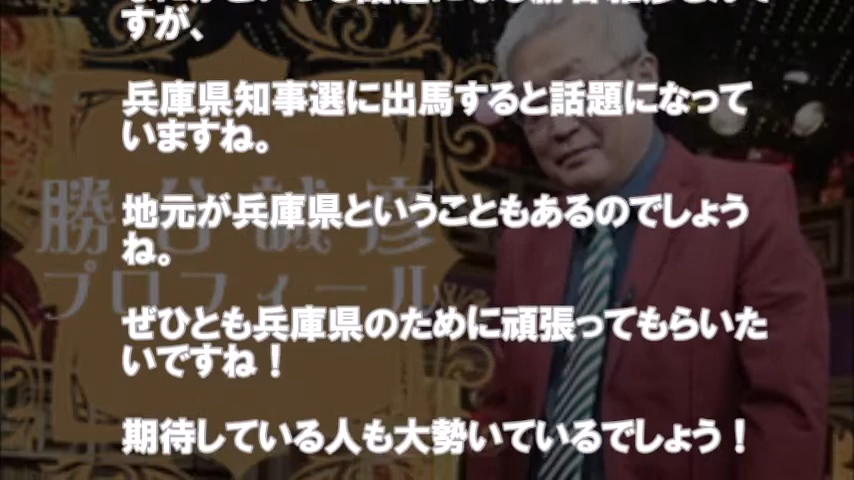 すが、
兵庫県知事選に出馬すると話題になって
いますね。
地元が兵庫県ということもあるのでしょう
ね。
ぜひとも兵庫県のために頑張ってもらいた
いですね！
期待している人も大勢いているでしょう！
勝谷誠彦
プロフィール